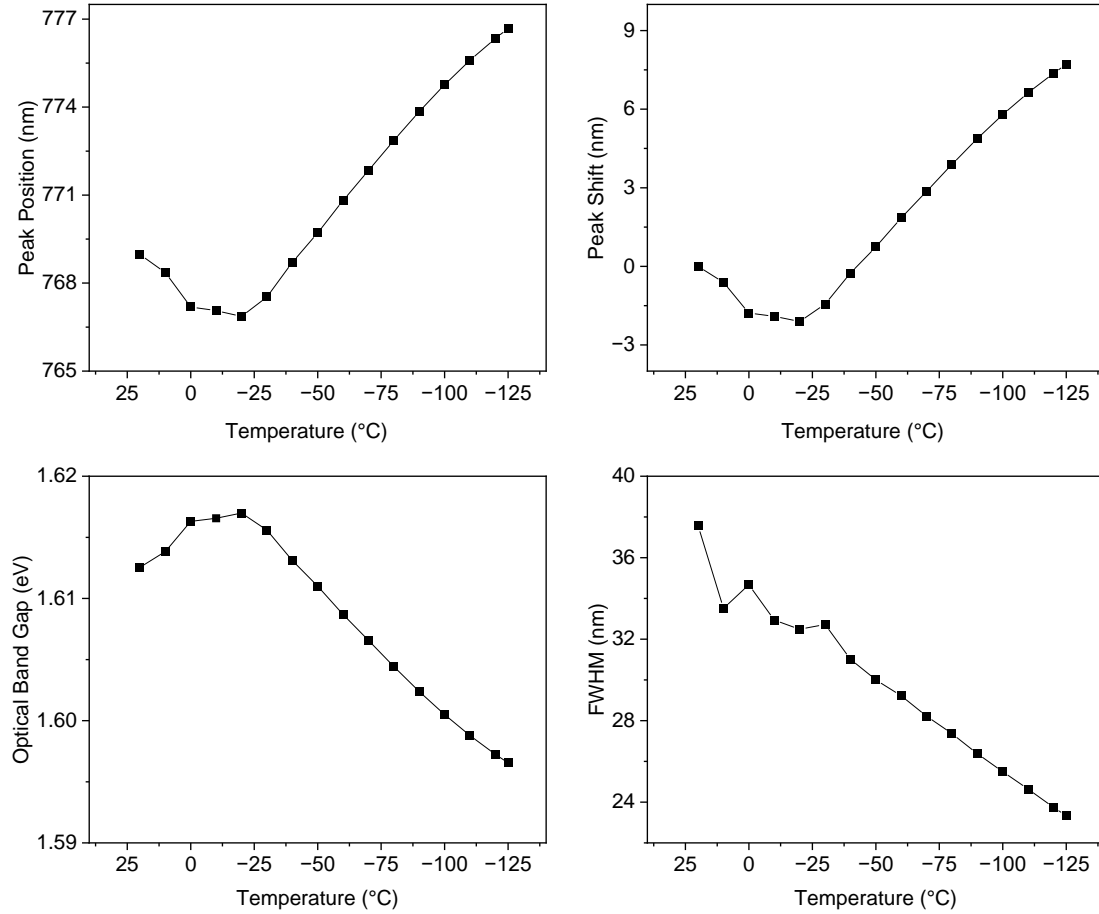 777
774
771
768
765
Peak Position (nm)
25 0 −25 −50 −75 −100 −125
Temperature (°C)
9
6
3
0
−3
Peak Shift (nm)
25 0 −25 −50 −75 −100 −125
Temperature (°C)
1.62
1.61
1.60
1.59
Optical Band Gap (eV)
25 0 −25 −50 −75 −100 −125
Temperature (°C)
40
36
32
28
24
FWHM (nm)
25 0 −25 −50 −75 −100 −125
Temperature (°C)